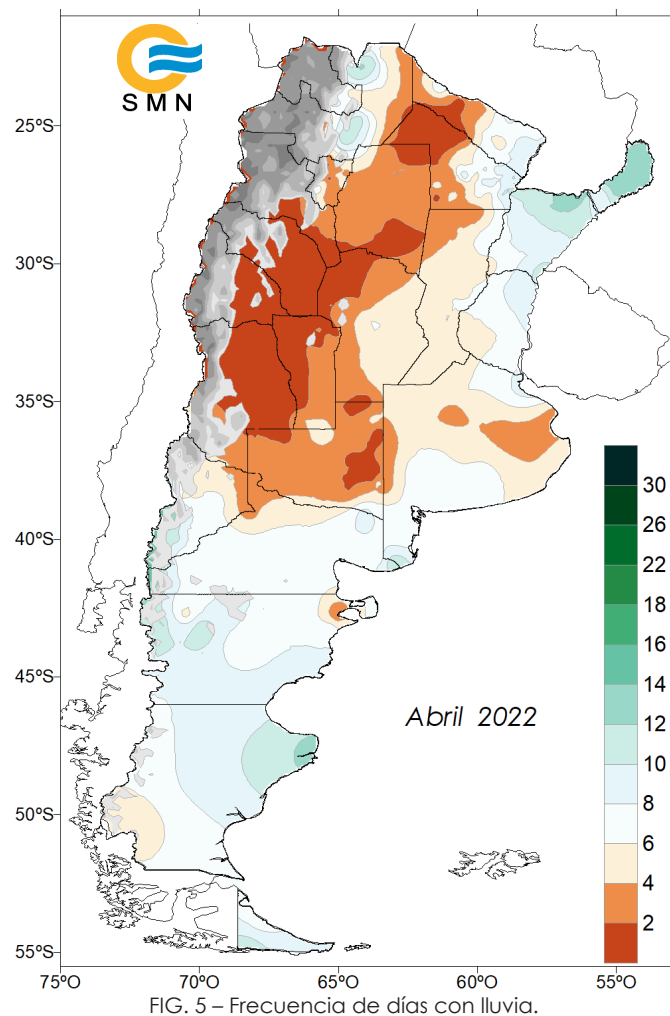 SMN
25ºS
30ºS
35ºS
40ºS
45ºS
50ºS
55ºS
Abril 2022
30
26
22
18
16
14
12
10
8
6
4
2
75ºO
70ºO
65ºO
60ºO
55ºO
FIG. 5 – Frecuencia de días con lluvia.